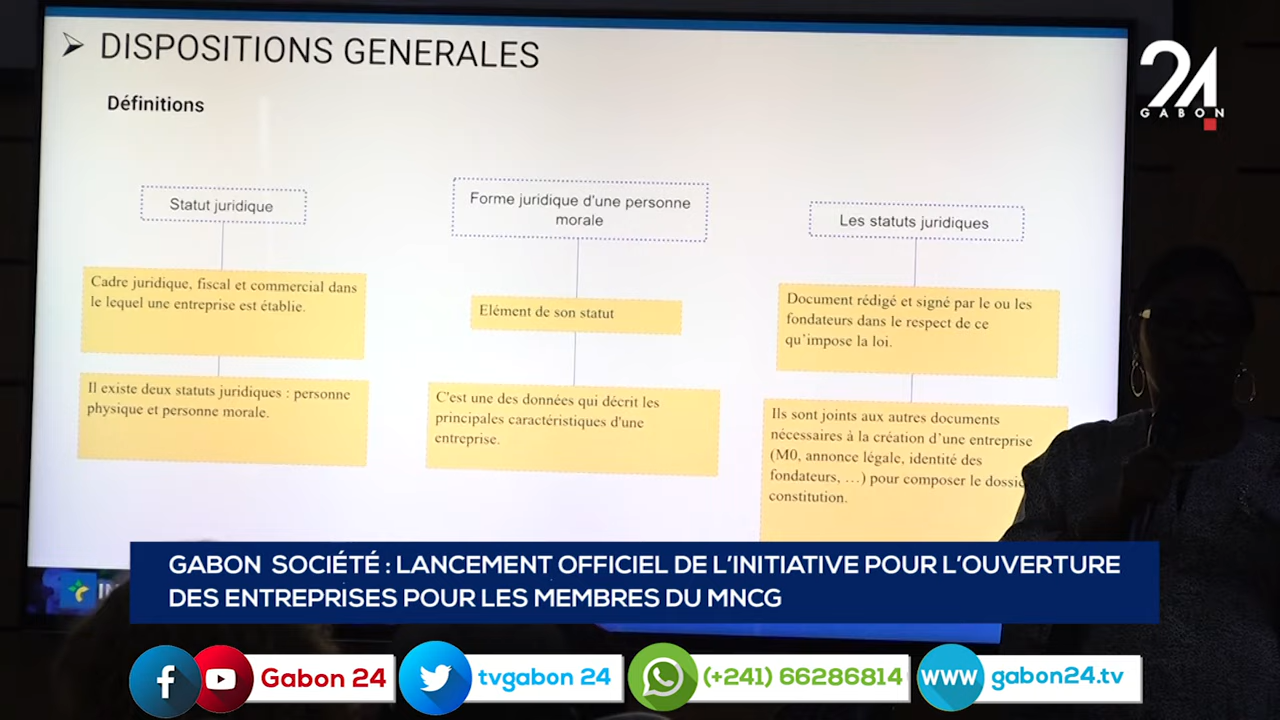 DISPOSITIONS GENERALES
24
GABON
Définitions
Statut juridique
Forme juridique d'une personne
morale
Les statuts juridiques
Cadre juridique, fiscal et commercial dans
le lequel une entreprise est établie.
Elément de son statut
Document rédigé et signé par le ou les
fondateurs dans le respect de ce
qu'impose la loi.
Il existe deux statuts juridiques : personne
physique et personne morale.
C'est une des données qui décrit les
principales caractéristiques d'une
entreprise.
Ils sont joints aux autres documents
nécessaires à la création d'une entreprise
(M0, annonce légale, identité des
fondateurs, ...) pour composer le
constitution.
GABON SOCIÉTÉ : LANCEMENT OFFICIEL DE L'INITIATIVE POUR L'OUVERTURE
DES ENTREPRISES POUR LES MEMBRES DU MNCG
Gabon 24
tvgabon 24
(+241) 66286814
www gabon24.tv